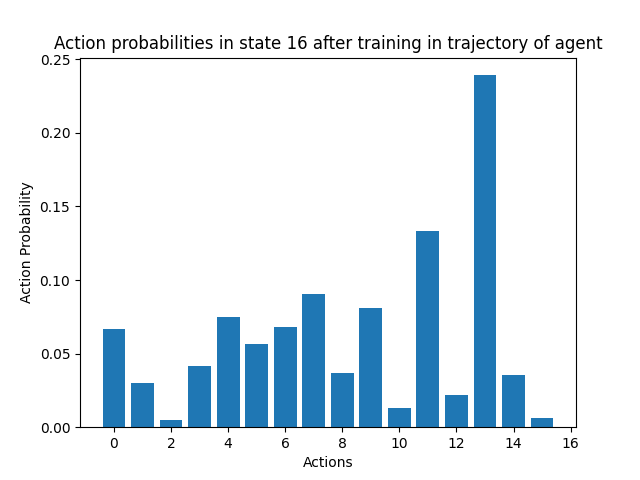 Action probabilities in state 16 after training in trajectory of agent
0.25
0.20
0.15
0.10
0.05
0.00
Action Probability
0 2 4 6 8 10 12 14 16
Actions